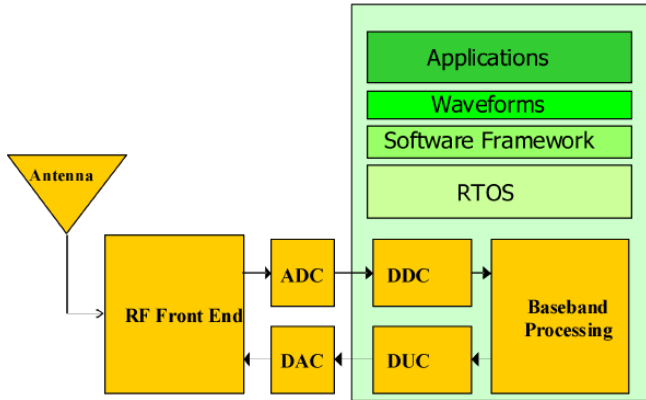 Applications
Waveforms
Software Framework
RTOS
Antenna
RF Front End
ADC
DDC
Baseband
Processing
DAC
DUC